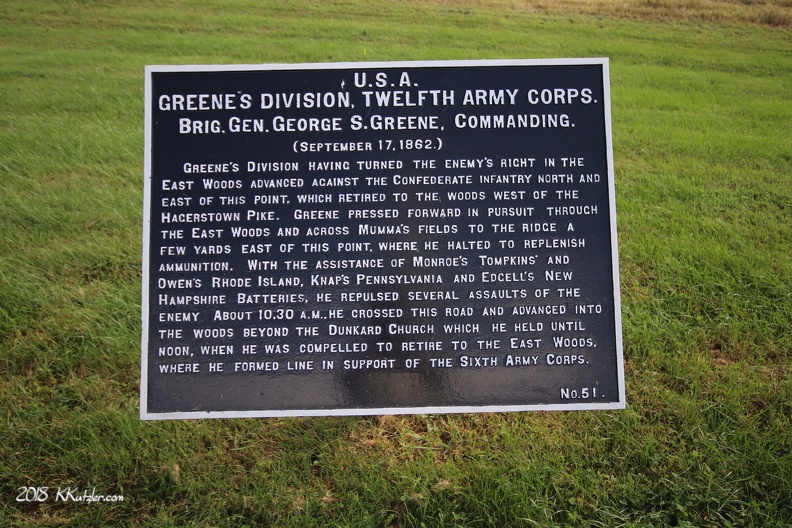 U.S.A.
GREENE'S DIVISION, TWELFTH ARMY CORPS.
BRIG. GEN. GEORGE S. GREENE, COMMANDING.
(SEPTEMBER 17, 1862.)
GREENE'S DIVISION HAVING TURNED THE ENEMY'S RIGHT IN THE
EAST WOODS ADVANCED AGAINST THE CONFEDERATE INFANTRY NORTH AND
EAST OF THIS POINT, WHICH RETIRED TO THE WOODS WEST OF THE
HAGERSTOWN PIKE. GREENE PRESSED FORWARD IN PURSUIT THROUGH
THE EAST WOODS AND ACROSS MUMMA'S FIELDS TO THE RIDGE A
FEW YARDS EAST OF THIS POINT, WHERE HE HALTED TO REPLENISH
AMMUNITION. WITH THE ASSISTANCE OF MONROE'S TOMPKINS' AND
OWEN'S RHODE ISLAND, KNAP'S PENNSYLVANIA AND EDGELL'S NEW
HAMPSHIRE BATTERIES, HE REPULSED SEVERAL ASSAULTS OF THE
ENEMY ABOUT 10.30 A.M., HE CROSSED THIS ROAD AND ADVANCED INTO
THE WOODS BEYOND THE DUNKARD CHURCH WHICH HE HELD UNTIL
NOON, WHEN HE WAS COMPELLED TO RETIRE TO THE EAST WOODS,
WHERE HE FORMED LINE IN SUPPORT OF THE SIXTH ARMY CORPS.
No. 51.
2018 KKutzler.com